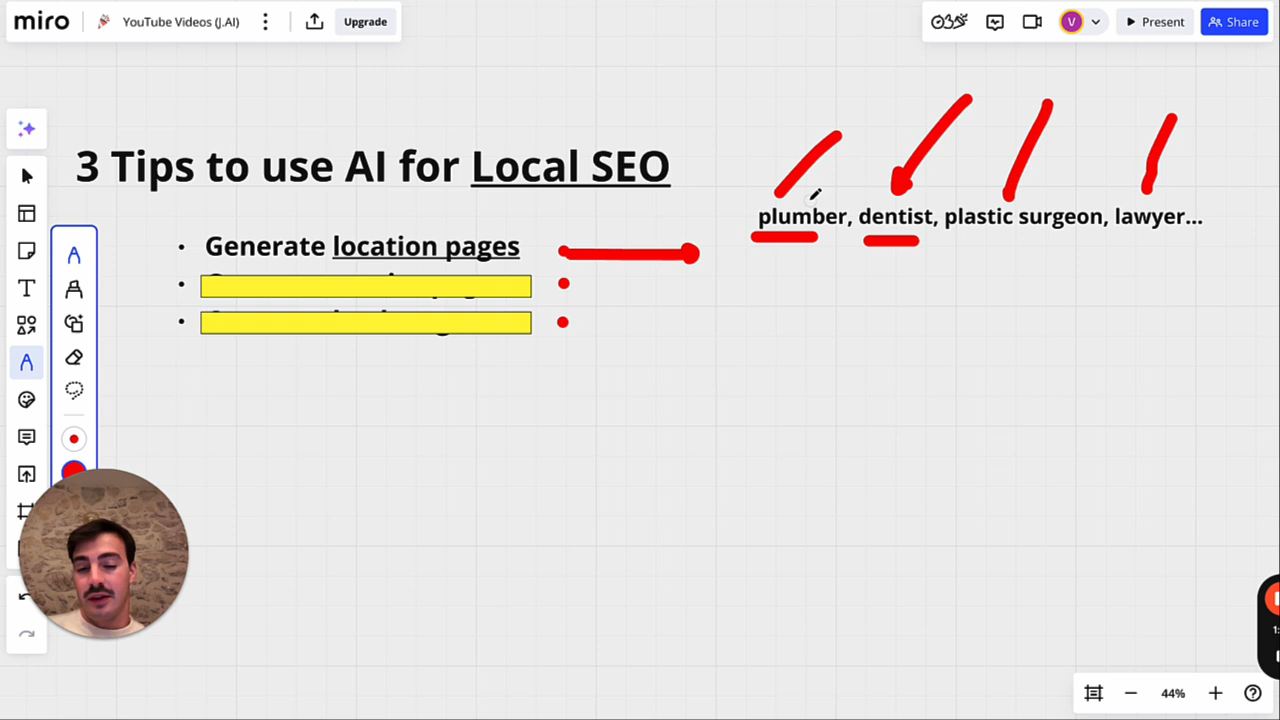 miro
YouTube Videos (J.AI)
Upgrade
V
Present
Share
3 Tips to use AI for Local SEO
plumber, dentist, plastic surgeon, lawyer...
• Generate location pages
•
•
44%